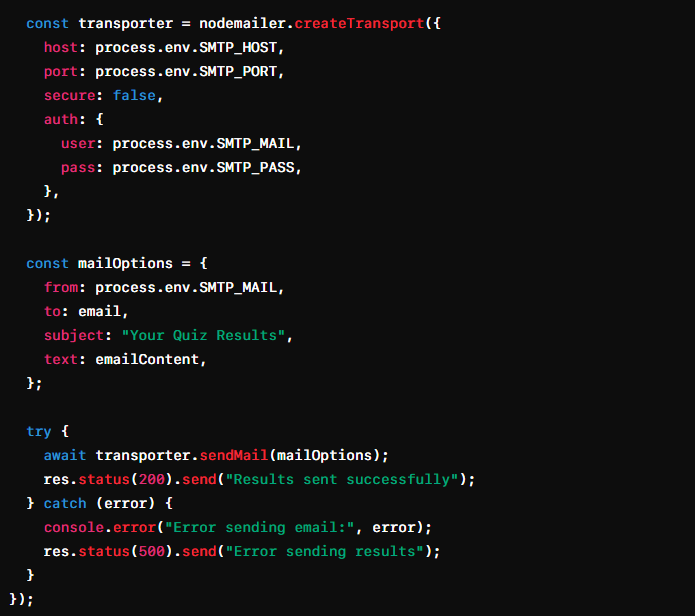 const transporter = nodemailer.createTransport({
host: process.env.SMTP_HOST,
port: process.env.SMTP_PORT,
secure: false,
auth: {
user: process.env.SMTP_MAIL,
pass: process.env.SMTP_PASS,
},
});
const mailOptions = {
from: process.env.SMTP_MAIL,
to: email,
subject: "Your Quiz Results",
text: emailContent,
};
try {
await transporter.sendMail(mailOptions);
res.status(200).send("Results sent successfully");
} catch (error) {
console.error("Error sending email:", error);
res.status(500).send("Error sending results");
}
});